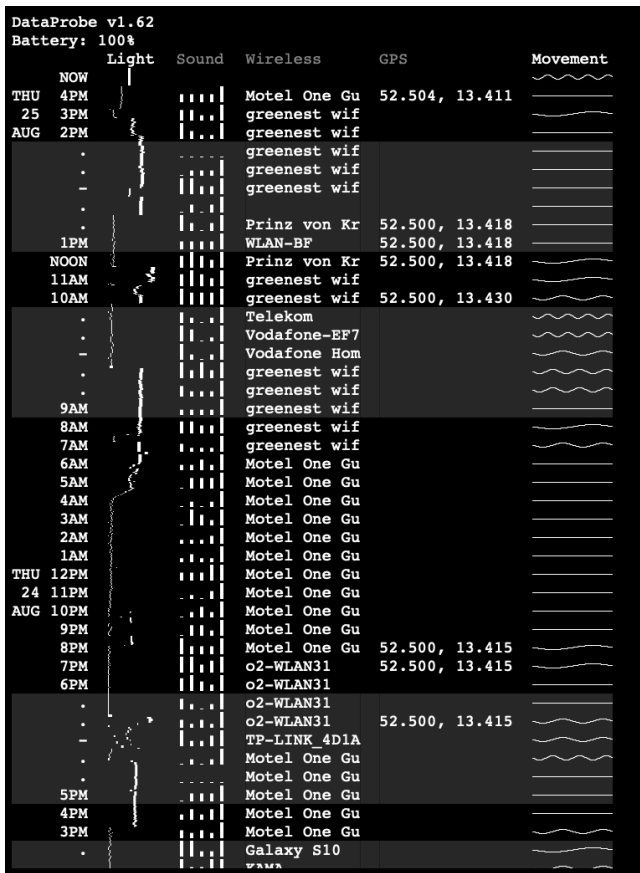 DataProbe v1.62
Battery: 100%
Light Sound Wireless GPS Movement
NOW
THU 4PM Motel One Gu 52.504, 13.411
25 3PM greenest wif
AUG 2PM greenest wif
. greenest wif
. greenest wif
– greenest wif
.
. Prinz von Kr 52.500, 13.418
1PM WLAN-BF 52.500, 13.418
NOON Prinz von Kr 52.500, 13.418
11AM greenest wif
10AM greenest wif 52.500, 13.430
. Telekom
. Vodafone-EF7
– Vodafone Hom
. greenest wif
. greenest wif
9AM greenest wif
8AM greenest wif
7AM greenest wif
6AM Motel One Gu
5AM Motel One Gu
4AM Motel One Gu
3AM Motel One Gu
2AM Motel One Gu
1AM Motel One Gu
THU 12PM Motel One Gu
24 11PM Motel One Gu
AUG 10PM Motel One Gu
9PM Motel One Gu
8PM Motel One Gu 52.500, 13.415
7PM o2-WLAN31 52.500, 13.415
6PM o2-WLAN31
. o2-WLAN31
. o2-WLAN31 52.500, 13.415
– TP-LINK_4D1A
. Motel One Gu
. Motel One Gu
5PM Motel One Gu
4PM Motel One Gu
3PM Motel One Gu
. Galaxy S10
KAMA